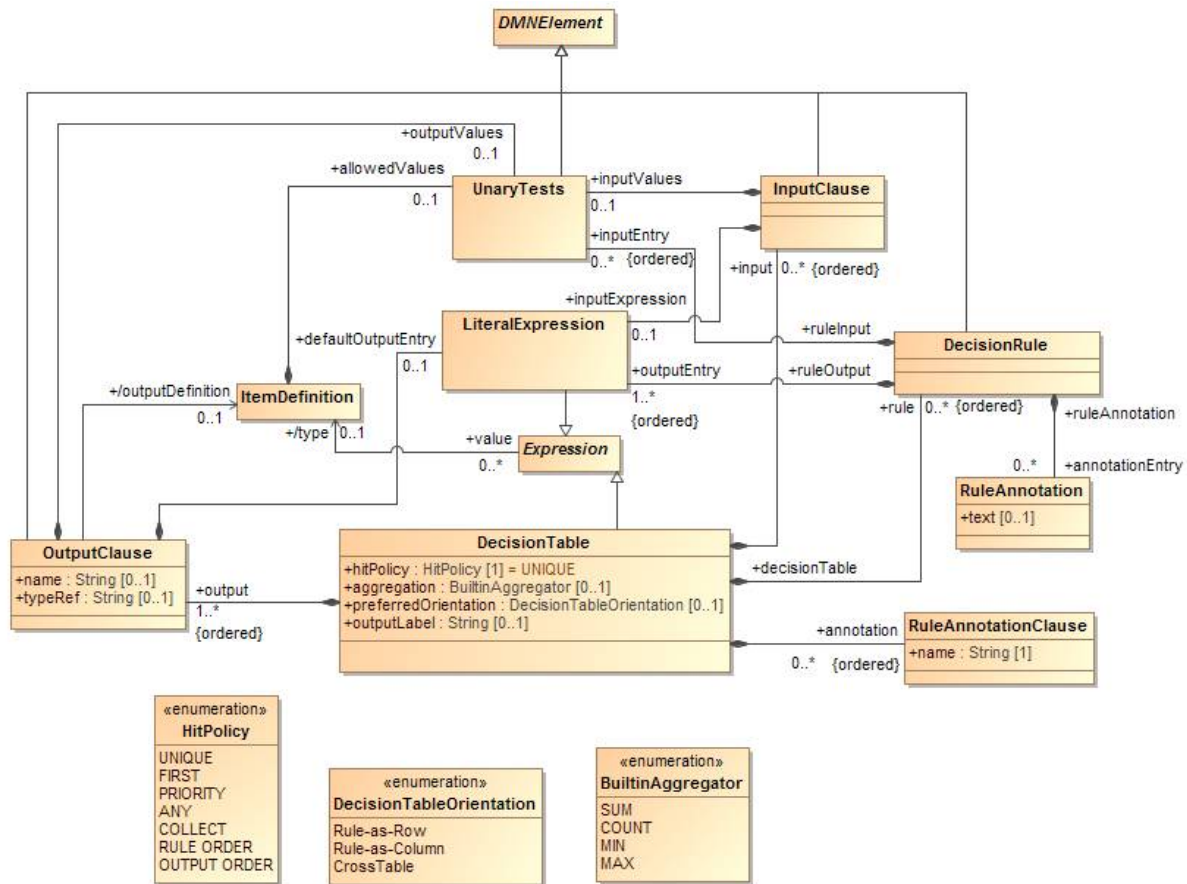 DMNElement
+outputValues
0..1
+allowedValues
0..1
UnaryTests
+inputValues
0..1
InputClause
+inputEntry
0..* {ordered}
+input 0..* {ordered}
+inputExpression
0..1
LiteralExpression
+defaultOutputEntry
0..1
+ruleInput
DecisionRule
+outputEntry
1..*
{ordered}
+ruleOutput
+rule 0..* {ordered}
+/outputDefinition
0..1
ItemDefinition
+/type 0..1
+value
0..*
Expression
+ruleAnnotation
0..* +annotationEntry
RuleAnnotation
+text [0..1]
OutputClause
+name : String [0..1]
+typeRef : String [0..1]
+output
1..*
{ordered}
DecisionTable
+hitPolicy : HitPolicy [1] = UNIQUE
+aggregation : BuiltinAggregator [0..1]
+preferredOrientation : DecisionTableOrientation [0..1]
+outputLabel : String [0..1]
+decisionTable
+annotation
0..* {ordered}
RuleAnnotationClause
+name : String [1]
«enumeration»
HitPolicy
UNIQUE
FIRST
PRIORITY
ANY
COLLECT
RULE ORDER
OUTPUT ORDER
«enumeration»
DecisionTableOrientation
Rule-as-Row
Rule-as-Column
CrossTable
«enumeration»
BuiltinAggregator
SUM
COUNT
MIN
MAX